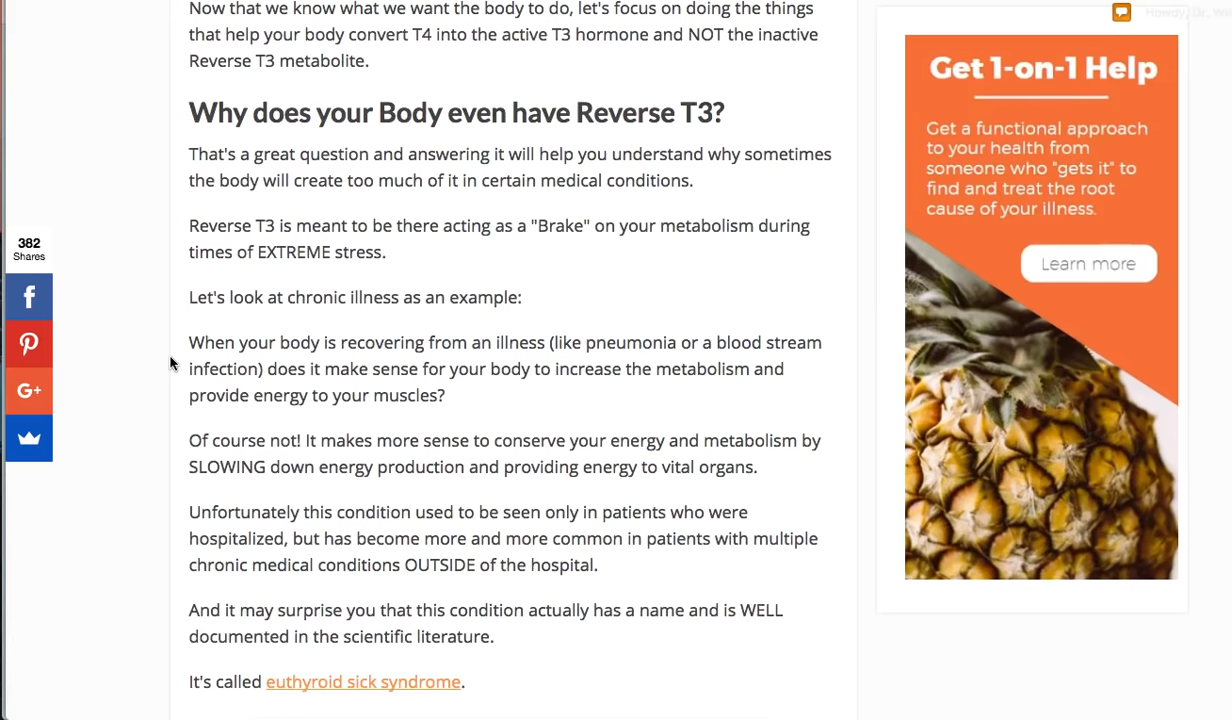 Now that we know what we want the body to do, let's focus on doing the things
that help your body convert T4 into the active T3 hormone and NOT the inactive
Reverse T3 metabolite.
Why does your Body even have Reverse T3?
That's a great question and answering it will help you understand why sometimes
the body will create too much of it in certain medical conditions.
Reverse T3 is meant to be there acting as a "Brake" on your metabolism during
times of EXTREME stress.
Let's look at chronic illness as an example:
When your body is recovering from an illness (like pneumonia or a blood stream
infection) does it make sense for your body to increase the metabolism and
provide energy to your muscles?
Of course not! It makes more sense to conserve your energy and metabolism by
SLOWING down energy production and providing energy to vital organs.
Unfortunately this condition used to be seen only in patients who were
hospitalized, but has become more and more common in patients with multiple
chronic medical conditions OUTSIDE of the hospital.
And it may surprise you that this condition actually has a name and is WELL
documented in the scientific literature.
It's called euthyroid sick syndrome.
382
Shares
f
G+
Howdy, Dr.
Get 1-on-1 Help
Get a functional approach
to your health from
someone who "gets it" to
find and treat the root
cause of your illness.
Learn more